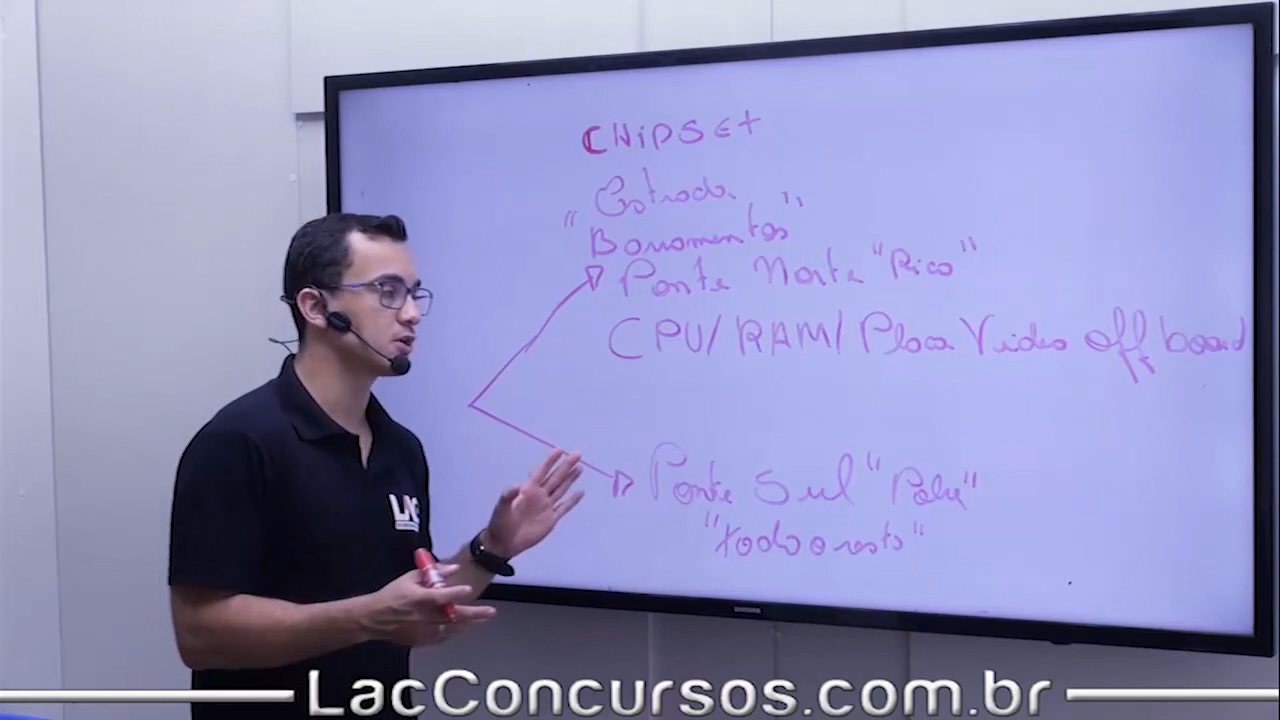 CHiPSEt
"Estrada
Barramentos"
Ponte Norte "Rico"
CPU/RAM/Placa Video off board
Ponte Sul "Pobre"
"todo o resto"
LAC
SAMSUNG
LacConcursos.com.br